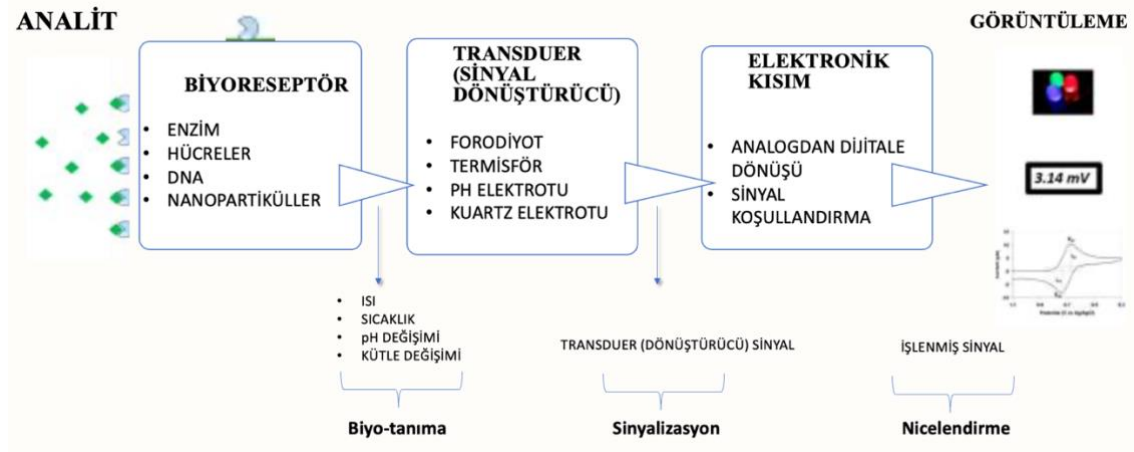 ANALİT
BİYORESEPTÖR
• ENZİM
• HÜCRELER
• DNA
• NANOPARTİKÜLLER
TRANSDUER
(SİNYAL
DÖNÜŞTÜRÜCÜ)
• FORODİYOT
• TERMİSFÖR
• PH ELEKTROTU
• KUARTZ ELEKTROTU
ELEKTRONİK
KISIM
• ANALOGDAN DİJİTALE
DÖNÜŞÜ
• SİNYAL
KOŞULLANDIRMA
GÖRÜNTÜLEME
3.14 mV
• ISI
• SICAKLIK
• pH DEĞİŞİMİ
• KÜTLE DEĞİŞİMİ
TRANSDUER (DÖNÜŞTÜRÜCÜ) SİNYAL
İŞLENMİŞ SİNYAL
Biyo-tanıma
Sinyalizasyon
Nicelendirme